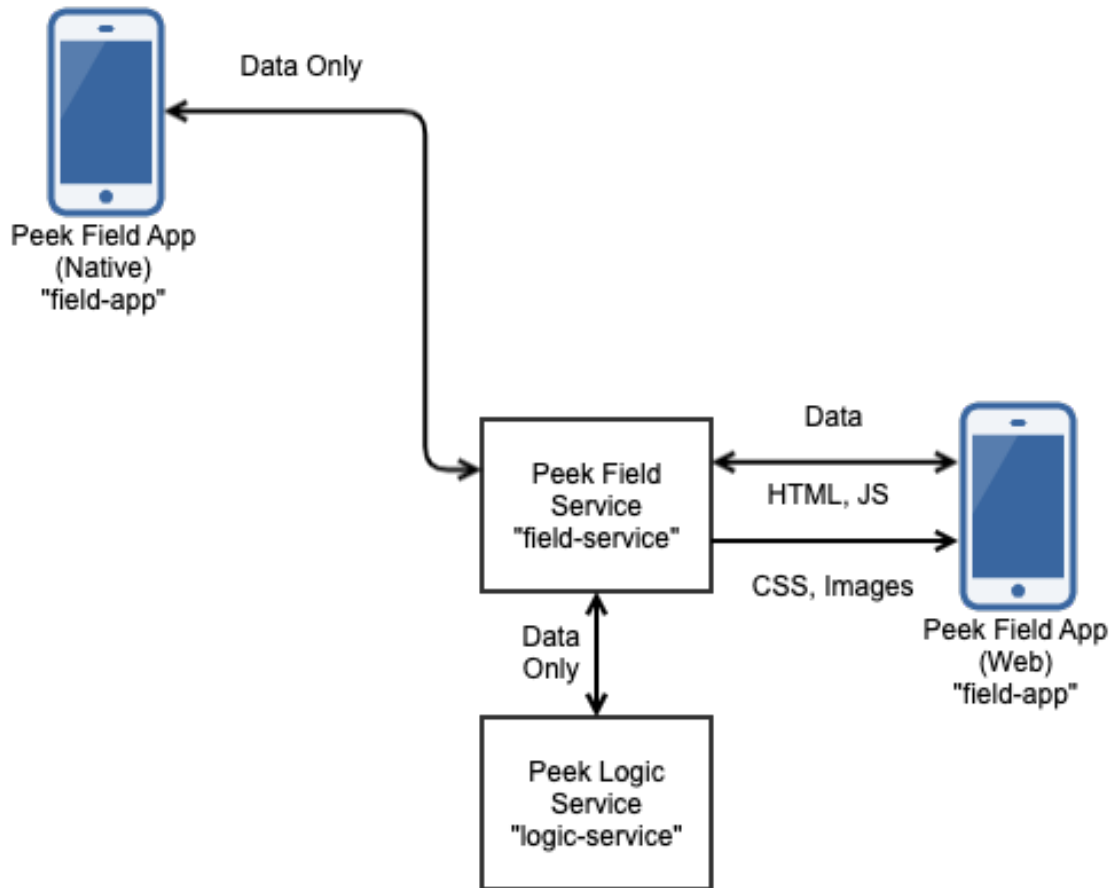 Data Only
Peek Field App
(Native)
"field-app"
Peek Field
Service
"field-service"
Data
HTML, JS
CSS, Images
Peek Field App
(Web)
"field-app"
Data
Only
Peek Logic
Service
"logic-service"